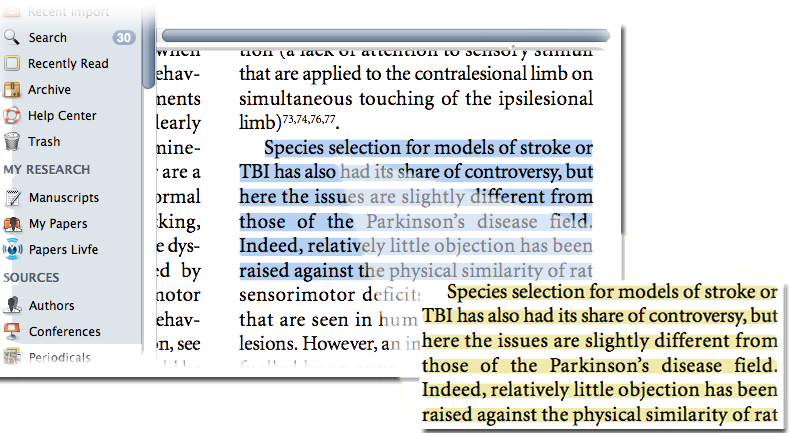 Recent Import
Search 30
Recently Read
Archive
Help Center
Trash
MY RESEARCH
Manuscripts
My Papers
Papers Livfe
SOURCES
Authors
Conferences
Periodicals
when
ehav-
ments
learly
mine-
are a
ormal
king,
e dys-
ed by
motor
ehav-
on, see
tion (a lack of attention to sensory stimuli
that are applied to the contralesional limb on
simultaneous touching of the ipsilesional
limb)73,74,76,77.
Species selection for models of stroke or
TBI has also had its share of controversy, but
here the issues are slightly different from
those of the Parkinson's disease field.
Indeed, relatively little objection has been
raised against the physical similarity of rat
sensorimotor deficits
that are seen in hum
lesions. However, an in
Species selection for models of stroke or
TBI has also had its share of controversy, but
here the issues are slightly different from
those of the Parkinson's disease field.
Indeed, relatively little objection has been
raised against the physical similarity of rat